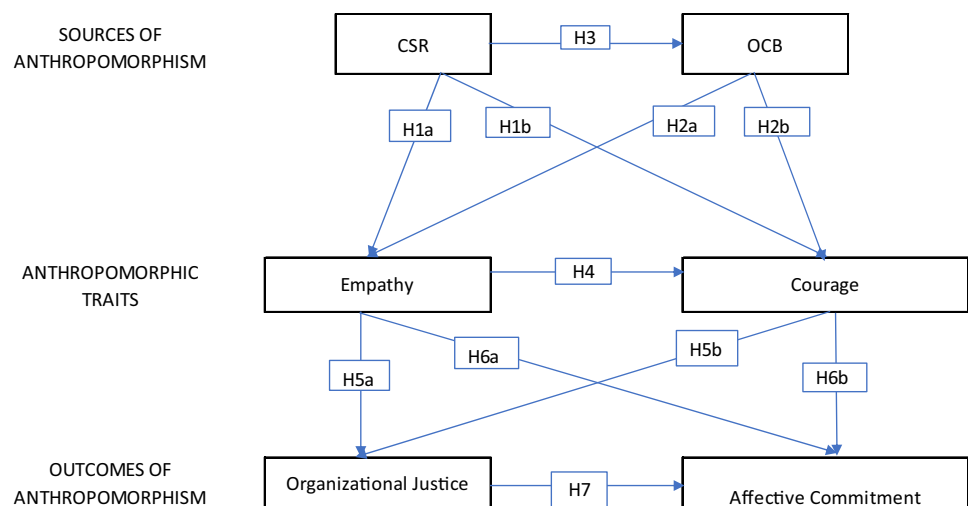 SOURCES OF
ANTHROPOMORPHISM
CSR
H3
OCB
H1a
H1b
H2a
H2b
ANTHROPOMORPHIC
TRAITS
Empathy
H4
Courage
H5a
H6a
H5b
H6b
OUTCOMES OF
ANTHROPOMORPHISM
Organizational Justice
H7
Affective Commitment